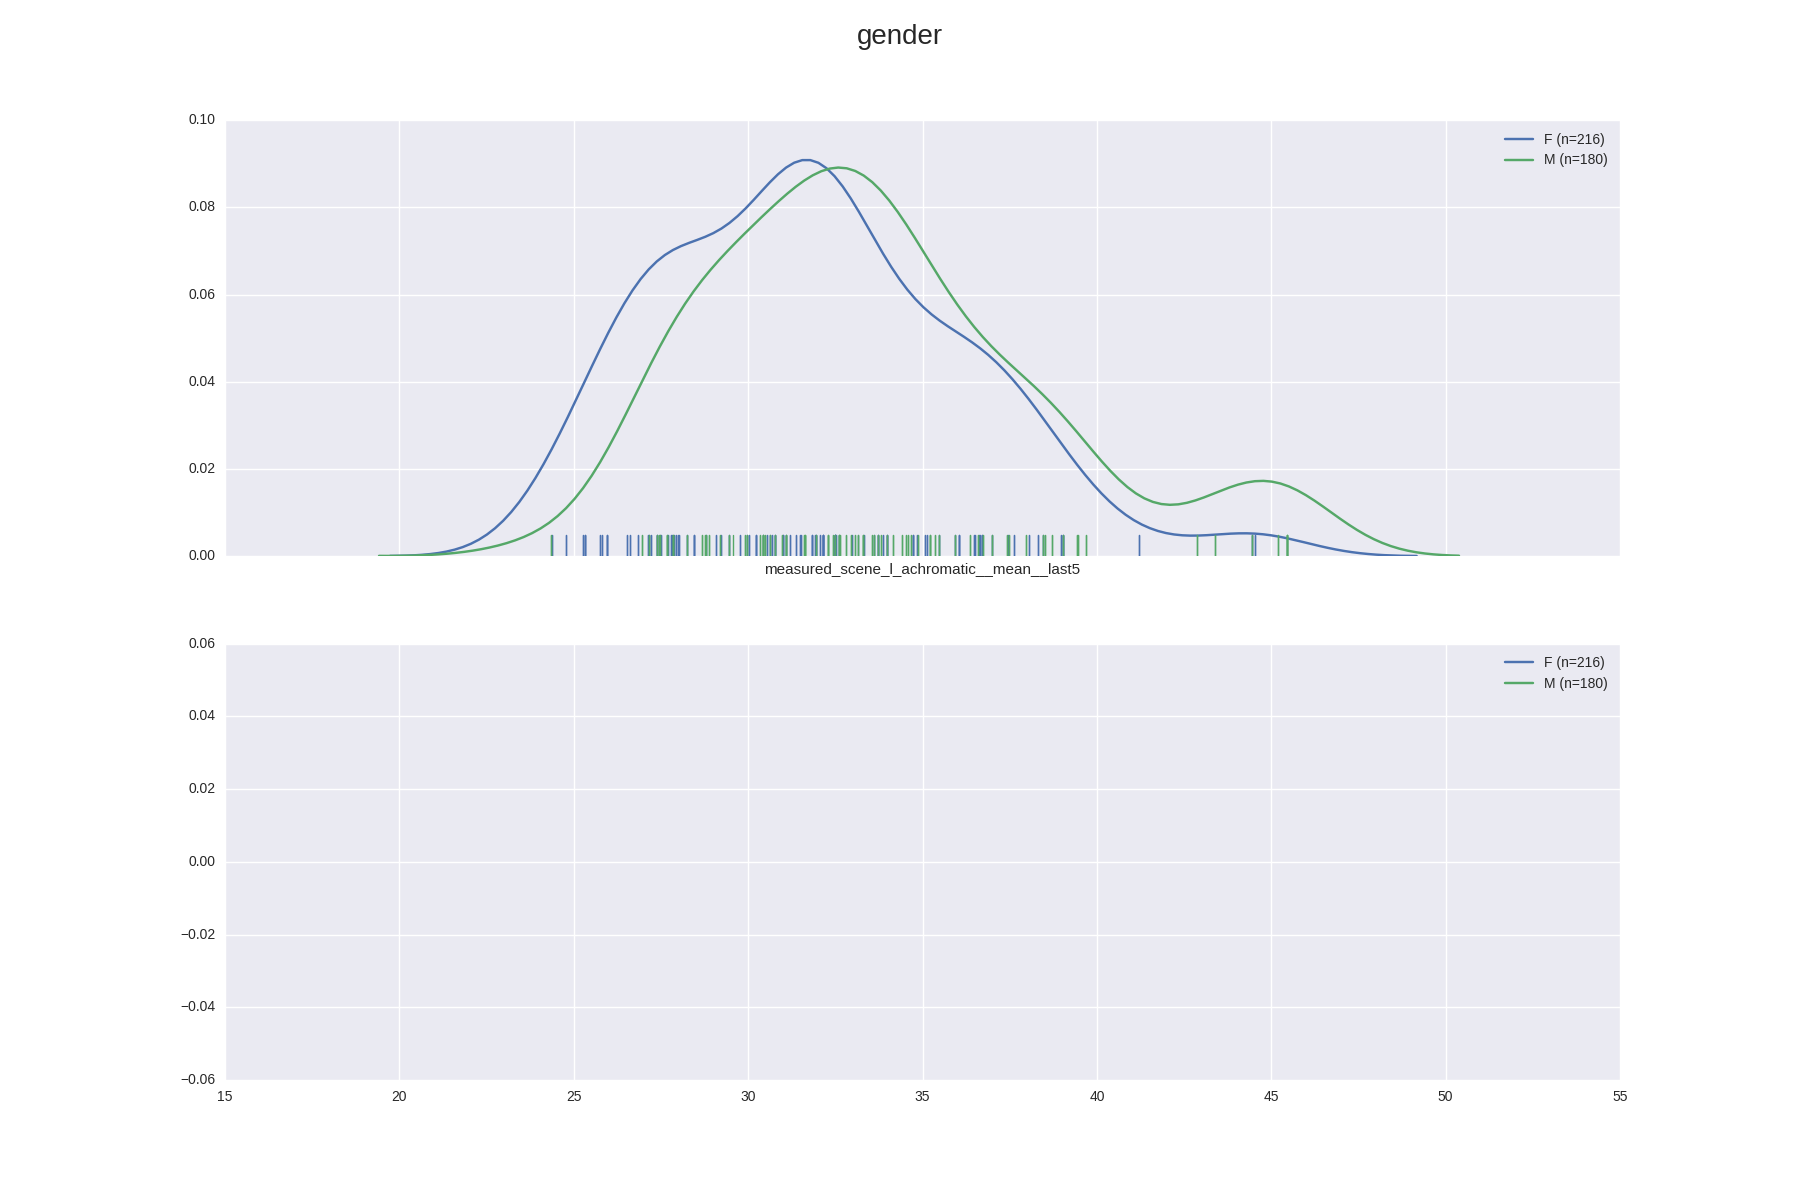 gender
0.10
0.08
0.06
0.04
0.02
0.00
F (n=216)
M (n=180)
measured_scene_l_achromatic__mean__last5
0.06
0.04
0.02
0.00
−0.02
−0.04
−0.06
F (n=216)
M (n=180)
15 20 25 30 35 40 45 50 55